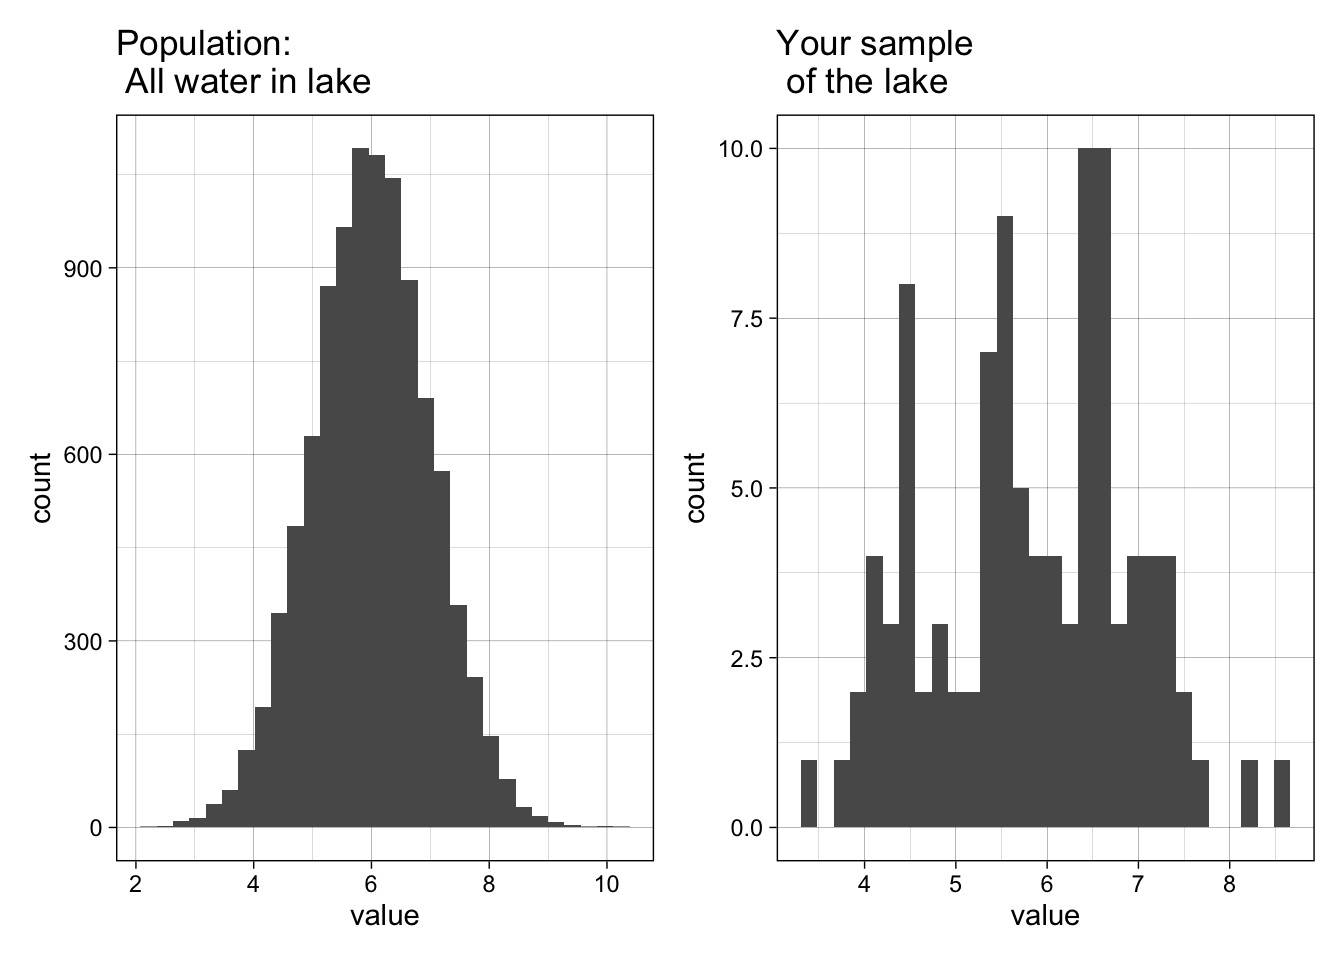 Population:
All water in lake
count
900
600
300
0
2 4 6 8 10
value
Your sample
of the lake
count
10.0
7.5
5.0
2.5
0.0
4 5 6 7 8
value